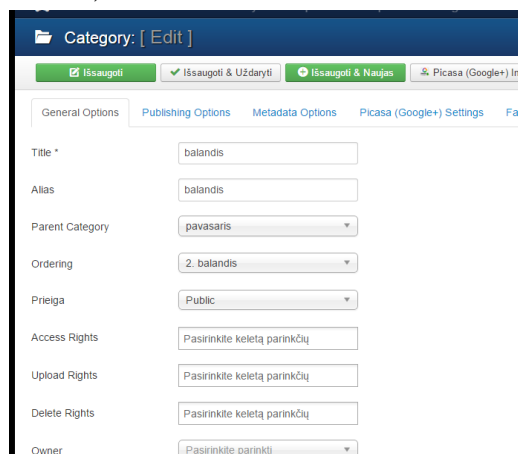 Category: [ Edit ]
Išsaugoti
Išsaugoti & Uždaryti
Išsaugoti & Naujas
Picasa (Google+) In
General Options
Publishing Options
Metadata Options
Picasa (Google+) Settings
Fa
Title *
balandis
Alias
balandis
Parent Category
pavasaris
Ordering
2. balandis
Prieiga
Public
Access Rights
Pasirinkite keletą parinkčių
Upload Rights
Pasirinkite keletą parinkčių
Delete Rights
Pasirinkite keletą parinkčių
Owner
Pasirinkite parinktį